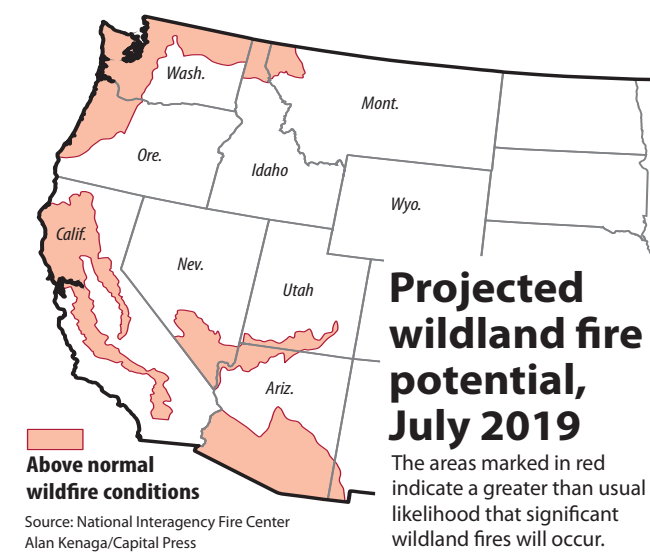 Wash.
Mont.
Ore.
Idaho
Wyo.
Calif.
Nev.
Utah
Ariz.
Projected
wildland fire
potential,
July 2019
The areas marked in red
indicate a greater than usual
likelihood that significant
wildland fires will occur.
Above normal
wildfire conditions
Source: National Interagency Fire Center
Alan Kenaga/Capital Press